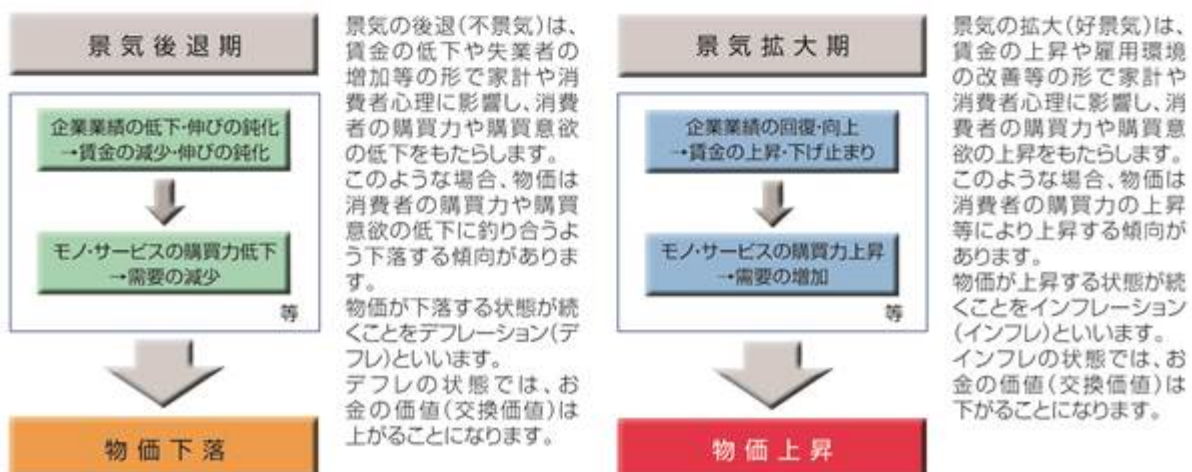 景気後退期
企業業績の低下・伸びの鈍化
→賃金の減少・伸びの鈍化
モノ・サービスの購買力低下
→需要の減少
等
物価下落
景気の後退(不景気)は、
賃金の低下や失業者の
増加等の形で家計や消
費者心理に影響し、消費
者の購買力や購買意欲
の低下をもたらします。
このような場合、物価は
消費者の購買力や購買
意欲の低下に釣り合うよ
う下落する傾向がありま
す。
物価が下落する状態が続
くことをデフレーション(デ
フレ)といいます。
デフレの状態では、お
金の価値(交換価値)は
上がることになります。
景気拡大期
企業業績の回復・向上
→賃金の上昇・下げ止まり
モノ・サービスの購買力上昇
→需要の増加
等
物価上昇
景気の拡大(好景気)は、
賃金の上昇や雇用環境
の改善等の形で家計や
消費者心理に影響し、消
費者の購買力や購買意
欲の上昇をもたらします。
このような場合、物価は
消費者の購買力の上昇
等により上昇する傾向が
あります。
物価が上昇する状態が続
くことをインフレーション
(インフレ)といいます。
インフレの状態では、お
金の価値(交換価値)は
下がることになります。